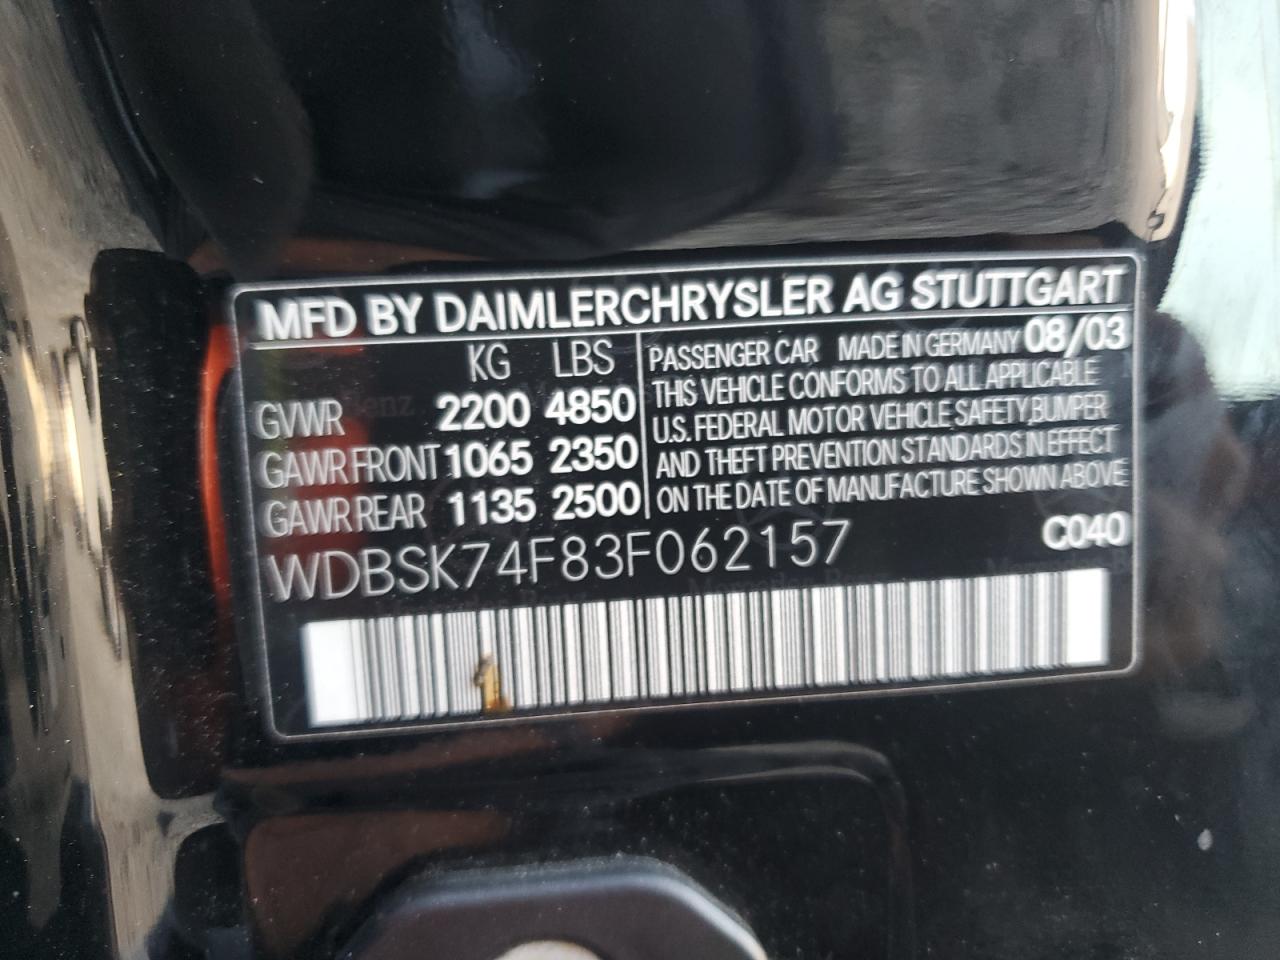 MFD BY DAIMLERCHRYSLER AG STUTTGART
KG LBS
GVWR 2200 4850
GAWR FRONT 1065 2350
GAWR REAR 1135 2500
PASSENGER CAR MADE IN GERMANY 08/03
THIS VEHICLE CONFORMS TO ALL APPLICABLE
U.S. FEDERAL MOTOR VEHICLE SAFETY, BUMPER
AND THEFT PREVENTION STANDARDS IN EFFECT
ON THE DATE OF MANUFACTURE SHOWN ABOVE
WDBSK74F83F062157 C040